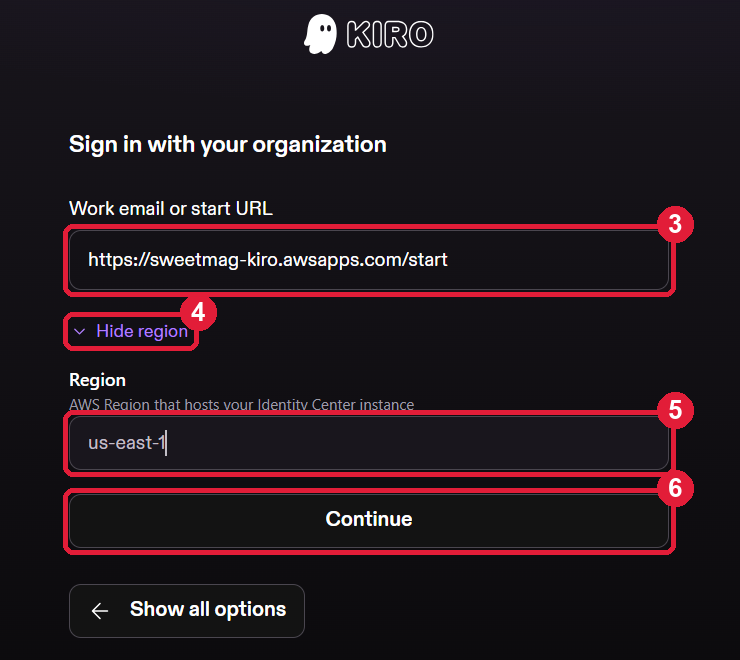 KIRO
Sign in with your organization
Work email or start URL
3
https://sweetmag-kiro.awsapps.com/start
4
Hide region
Region
AWS Region that hosts your Identity Center instance
5
us-east-1
6
Continue
Show all options